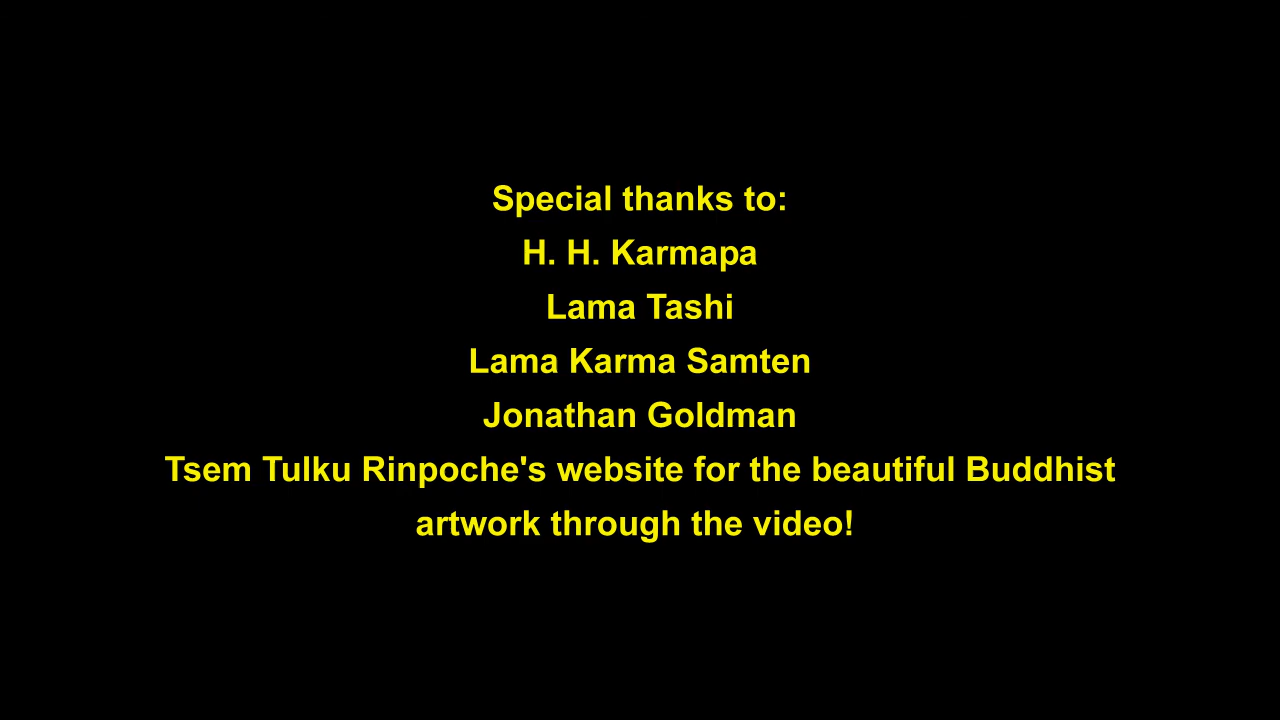 Special thanks to:
H. H. Karmapa
Lama Tashi
Lama Karma Samten
Jonathan Goldman
Tsem Tulku Rinpoche's website for the beautiful Buddhist
artwork through the video!